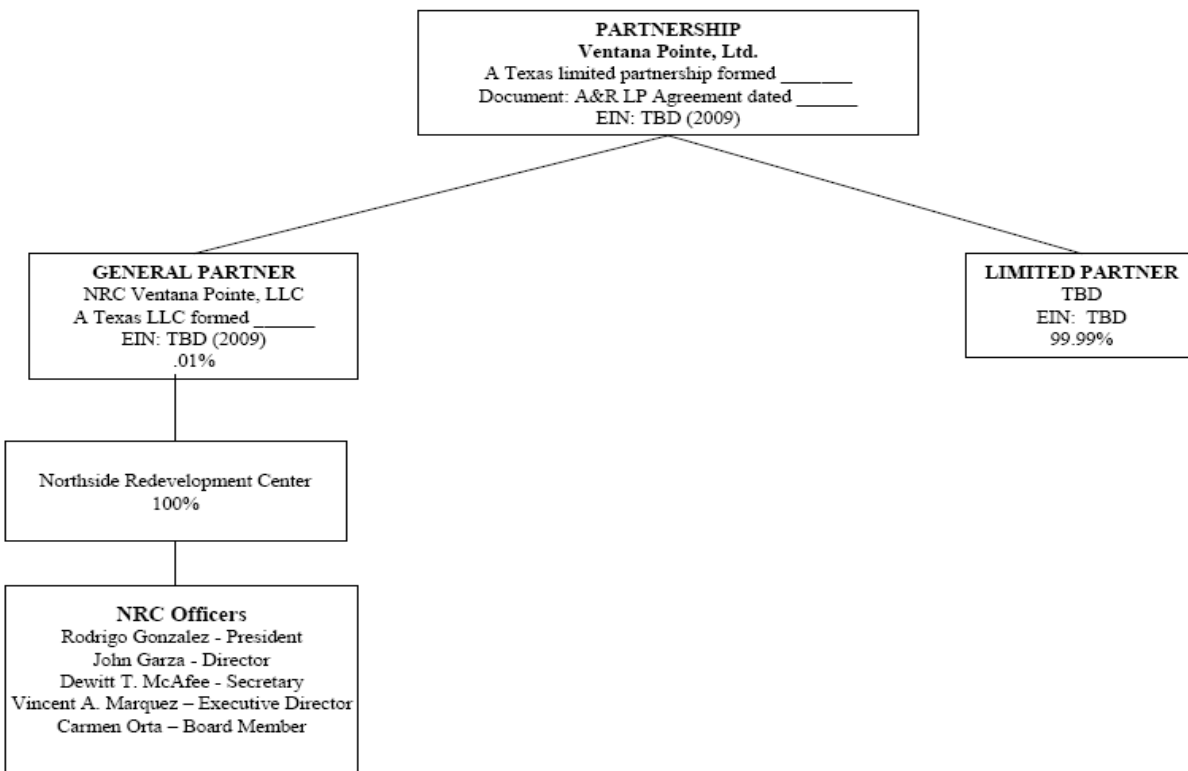 PARTNERSHIP
Ventana Pointe, Ltd.
A Texas limited partnership formed _______
Document: A&R LP Agreement dated ______
EIN: TBD (2009)
GENERAL PARTNER
NRC Ventana Pointe, LLC
A Texas LLC formed ______
EIN: TBD (2009)
.01%
LIMITED PARTNER
TBD
EIN: TBD
99.99%
Northside Redevelopment Center
100%
NRC Officers
Rodrigo Gonzalez - President
John Garza - Director
Dewitt T. McAfee - Secretary
Vincent A. Marquez – Executive Director
Carmen Orta – Board Member